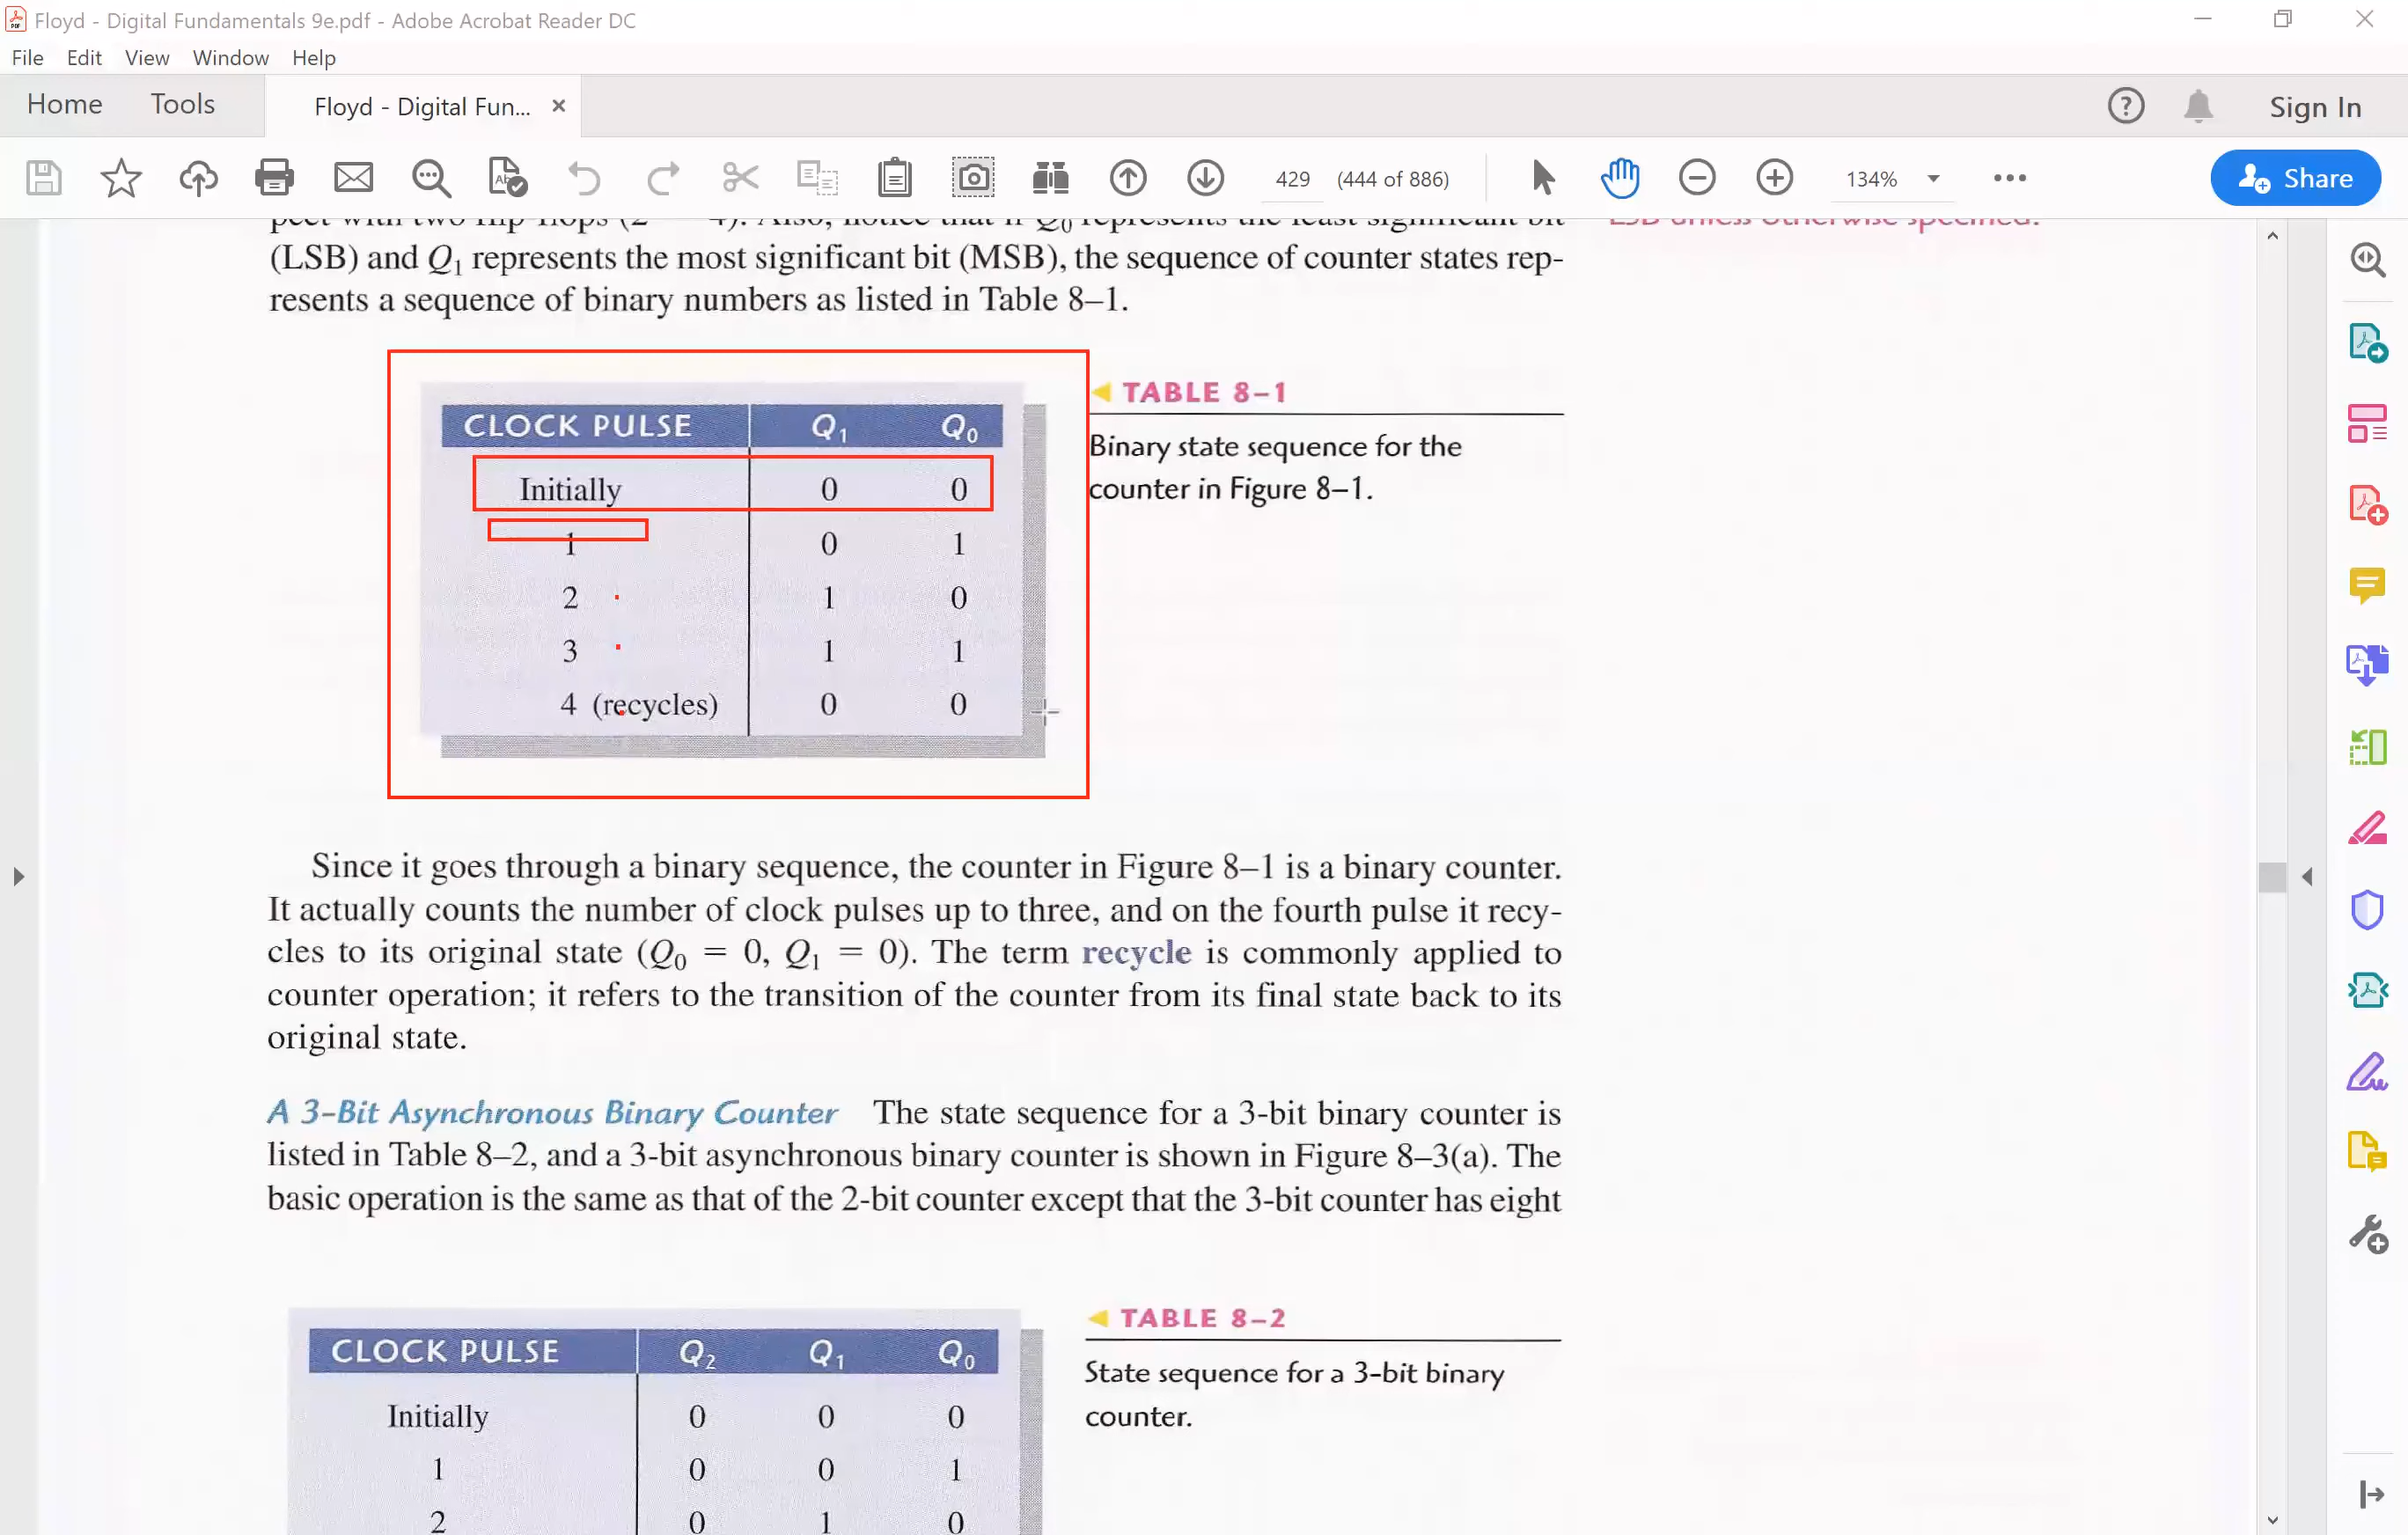 Floyd - Digital Fundamentals 9e.pdf - Adobe Acrobat Reader DC
File Edit View Window Help
Home Tools Floyd - Digital Fun... × Sign In
429 (444 of 886) 134% Share
(LSB) and Q₁ represents the most significant bit (MSB), the sequence of counter states rep-
resents a sequence of binary numbers as listed in Table 8–1.
CLOCK PULSE Q₁ Q₀
Initially 0 0
1 0 1
2 1 0
3 1 1
4 (recycles) 0 0
TABLE 8–1
Binary state sequence for the
counter in Figure 8–1.
Since it goes through a binary sequence, the counter in Figure 8–1 is a binary counter.
It actually counts the number of clock pulses up to three, and on the fourth pulse it recy-
cles to its original state (Q₀ = 0, Q₁ = 0). The term recycle is commonly applied to
counter operation; it refers to the transition of the counter from its final state back to its
original state.
A 3-Bit Asynchronous Binary Counter The state sequence for a 3-bit binary counter is
listed in Table 8–2, and a 3-bit asynchronous binary counter is shown in Figure 8–3(a). The
basic operation is the same as that of the 2-bit counter except that the 3-bit counter has eight
CLOCK PULSE Q₂ Q₁ Q₀
Initially 0 0 0
1 0 0 1
2 0 1 0
TABLE 8–2
State sequence for a 3-bit binary
counter.